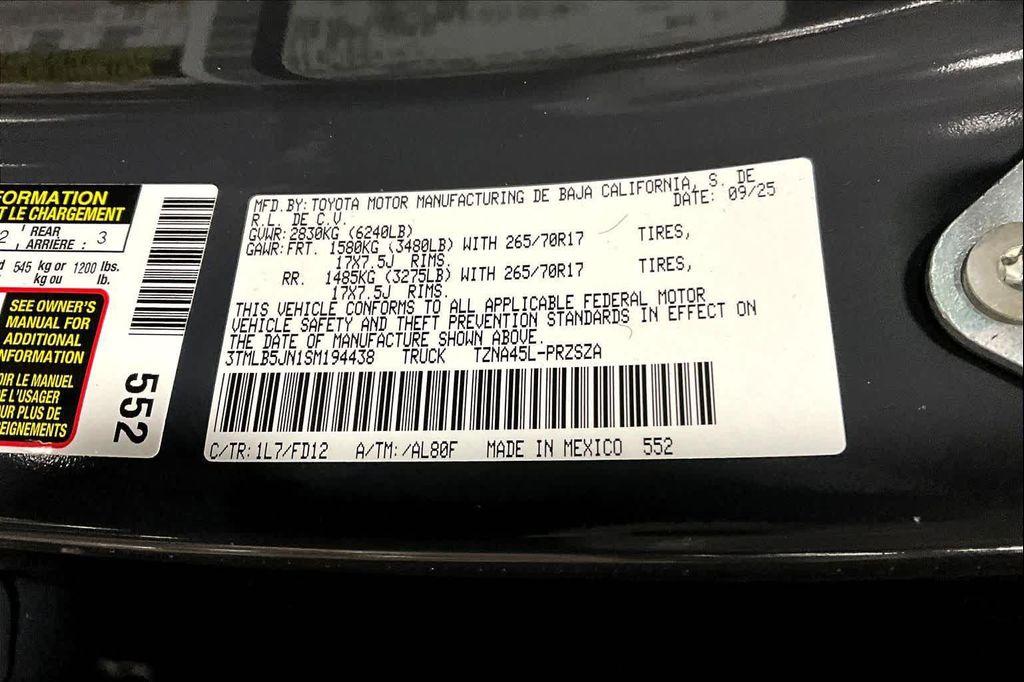 FORMATION
T LE CHARGEMENT
2 REAR ARRIÈRE : 3
545 kg or 1200 lbs.
kg ou lb.
SEE OWNER'S
MANUAL FOR
ADDITIONAL
NFORMATION
OIR LE MANUEL
E L'USAGER
UR PLUS DE
EIGNEMENTS
552
MFD.BY:TOYOTA MOTOR MANUFACTURING DE BAJA CALIFORNIA, S. DE
R.L. DE C.V. DATE: 09/25
GVWR:2830KG (6240LB)
GAWR:FRT. 1580KG (3480LB) WITH 265/70R17 TIRES,
17X7.5J RIMS.
RR. 1485KG (3275LB) WITH 265/70R17 TIRES,
17X7.5J RIMS.
THIS VEHICLE CONFORMS TO ALL APPLICABLE FEDERAL MOTOR
VEHICLE SAFETY AND THEFT PREVENTION STANDARDS IN EFFECT ON
THE DATE OF MANUFACTURE SHOWN ABOVE.
3TMLB5JN1SM194438 TRUCK TZNA45L-PRZSZA
C/TR:1L7/FD12 A/TM:/AL80F MADE IN MEXICO 552